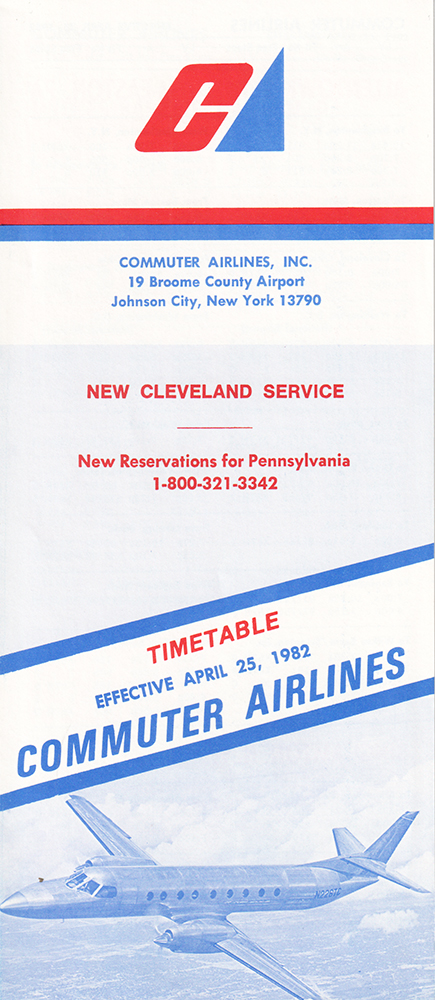 CA
COMMUTER AIRLINES, INC.
19 Broome County Airport
Johnson City, New York 13790
NEW CLEVELAND SERVICE
New Reservations for Pennsylvania
1-800-321-3342
TIMETABLE
EFFECTIVE APRIL 25, 1982
COMMUTER AIRLINES